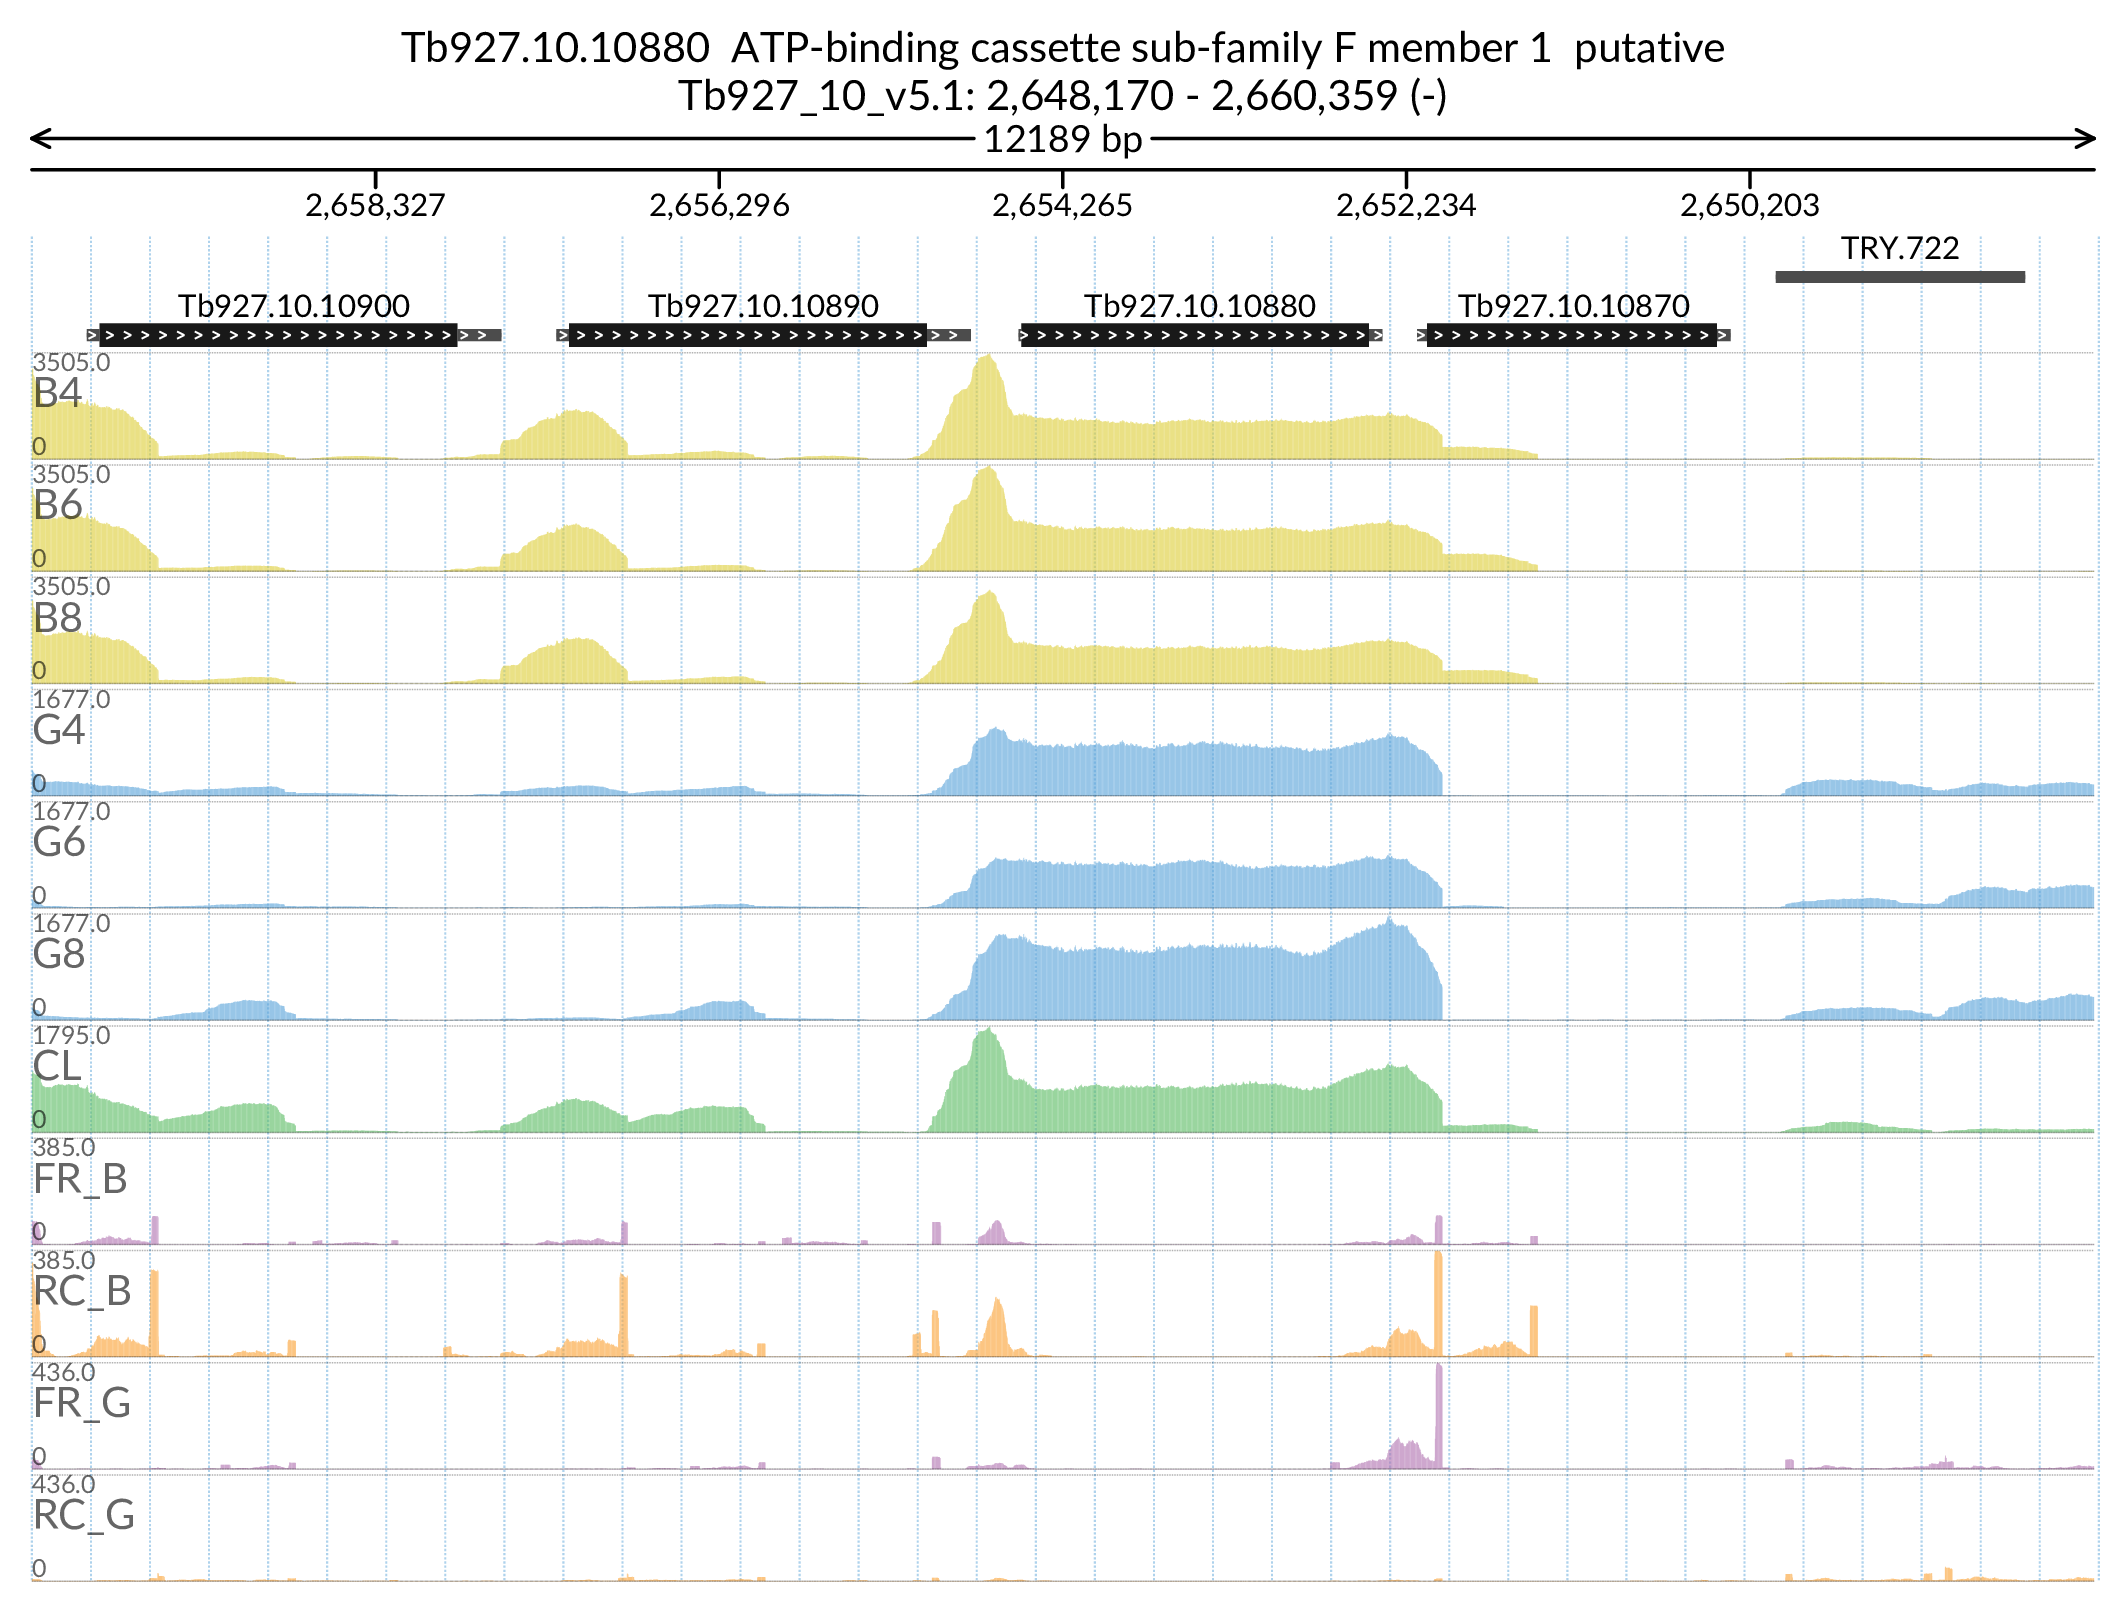 Tb927.10.10880 ATP-binding cassette sub-family F member 1 putative
Tb927_10_v5.1: 2,648,170 - 2,660,359 (-)
12189 bp
2,658,327 2,656,296 2,654,265 2,652,234 2,650,203
TRY.722
Tb927.10.10900 Tb927.10.10890 Tb927.10.10880 Tb927.10.10870
3505.0
B4
0
3505.0
B6
0
3505.0
B8
0
1677.0
G4
0
1677.0
G6
0
1677.0
G8
0
1795.0
CL
0
385.0
FR_B
0
385.0
RC_B
0
436.0
FR_G
0
436.0
RC_G
0